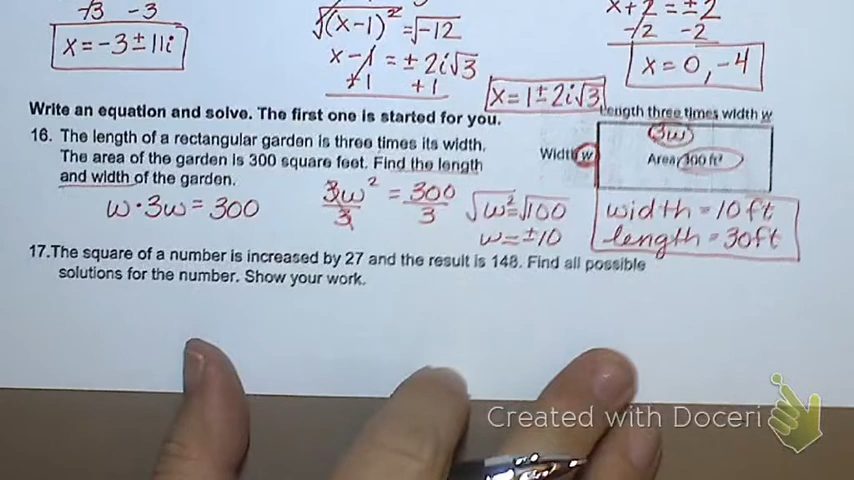 -3 -3
x = -3 ± 11i
√(x-1)² = √-12
x - 1 = ± 2i√3
+1 +1
x = 1 ± 2i√3
x+2 = ± 2
-2 -2
x = 0, -4
Write an equation and solve. The first one is started for you.
16. The length of a rectangular garden is three times its width.
The area of the garden is 300 square feet. Find the length
and width of the garden.
Length three times width w
3w
Width w
Area 300 ft²
w · 3w = 300
3w² = 300
3 3
√w² = √100
w = ±10
width = 10ft
length = 30ft
17.The square of a number is increased by 27 and the result is 148. Find all possible
solutions for the number. Show your work.
Created with Doceri